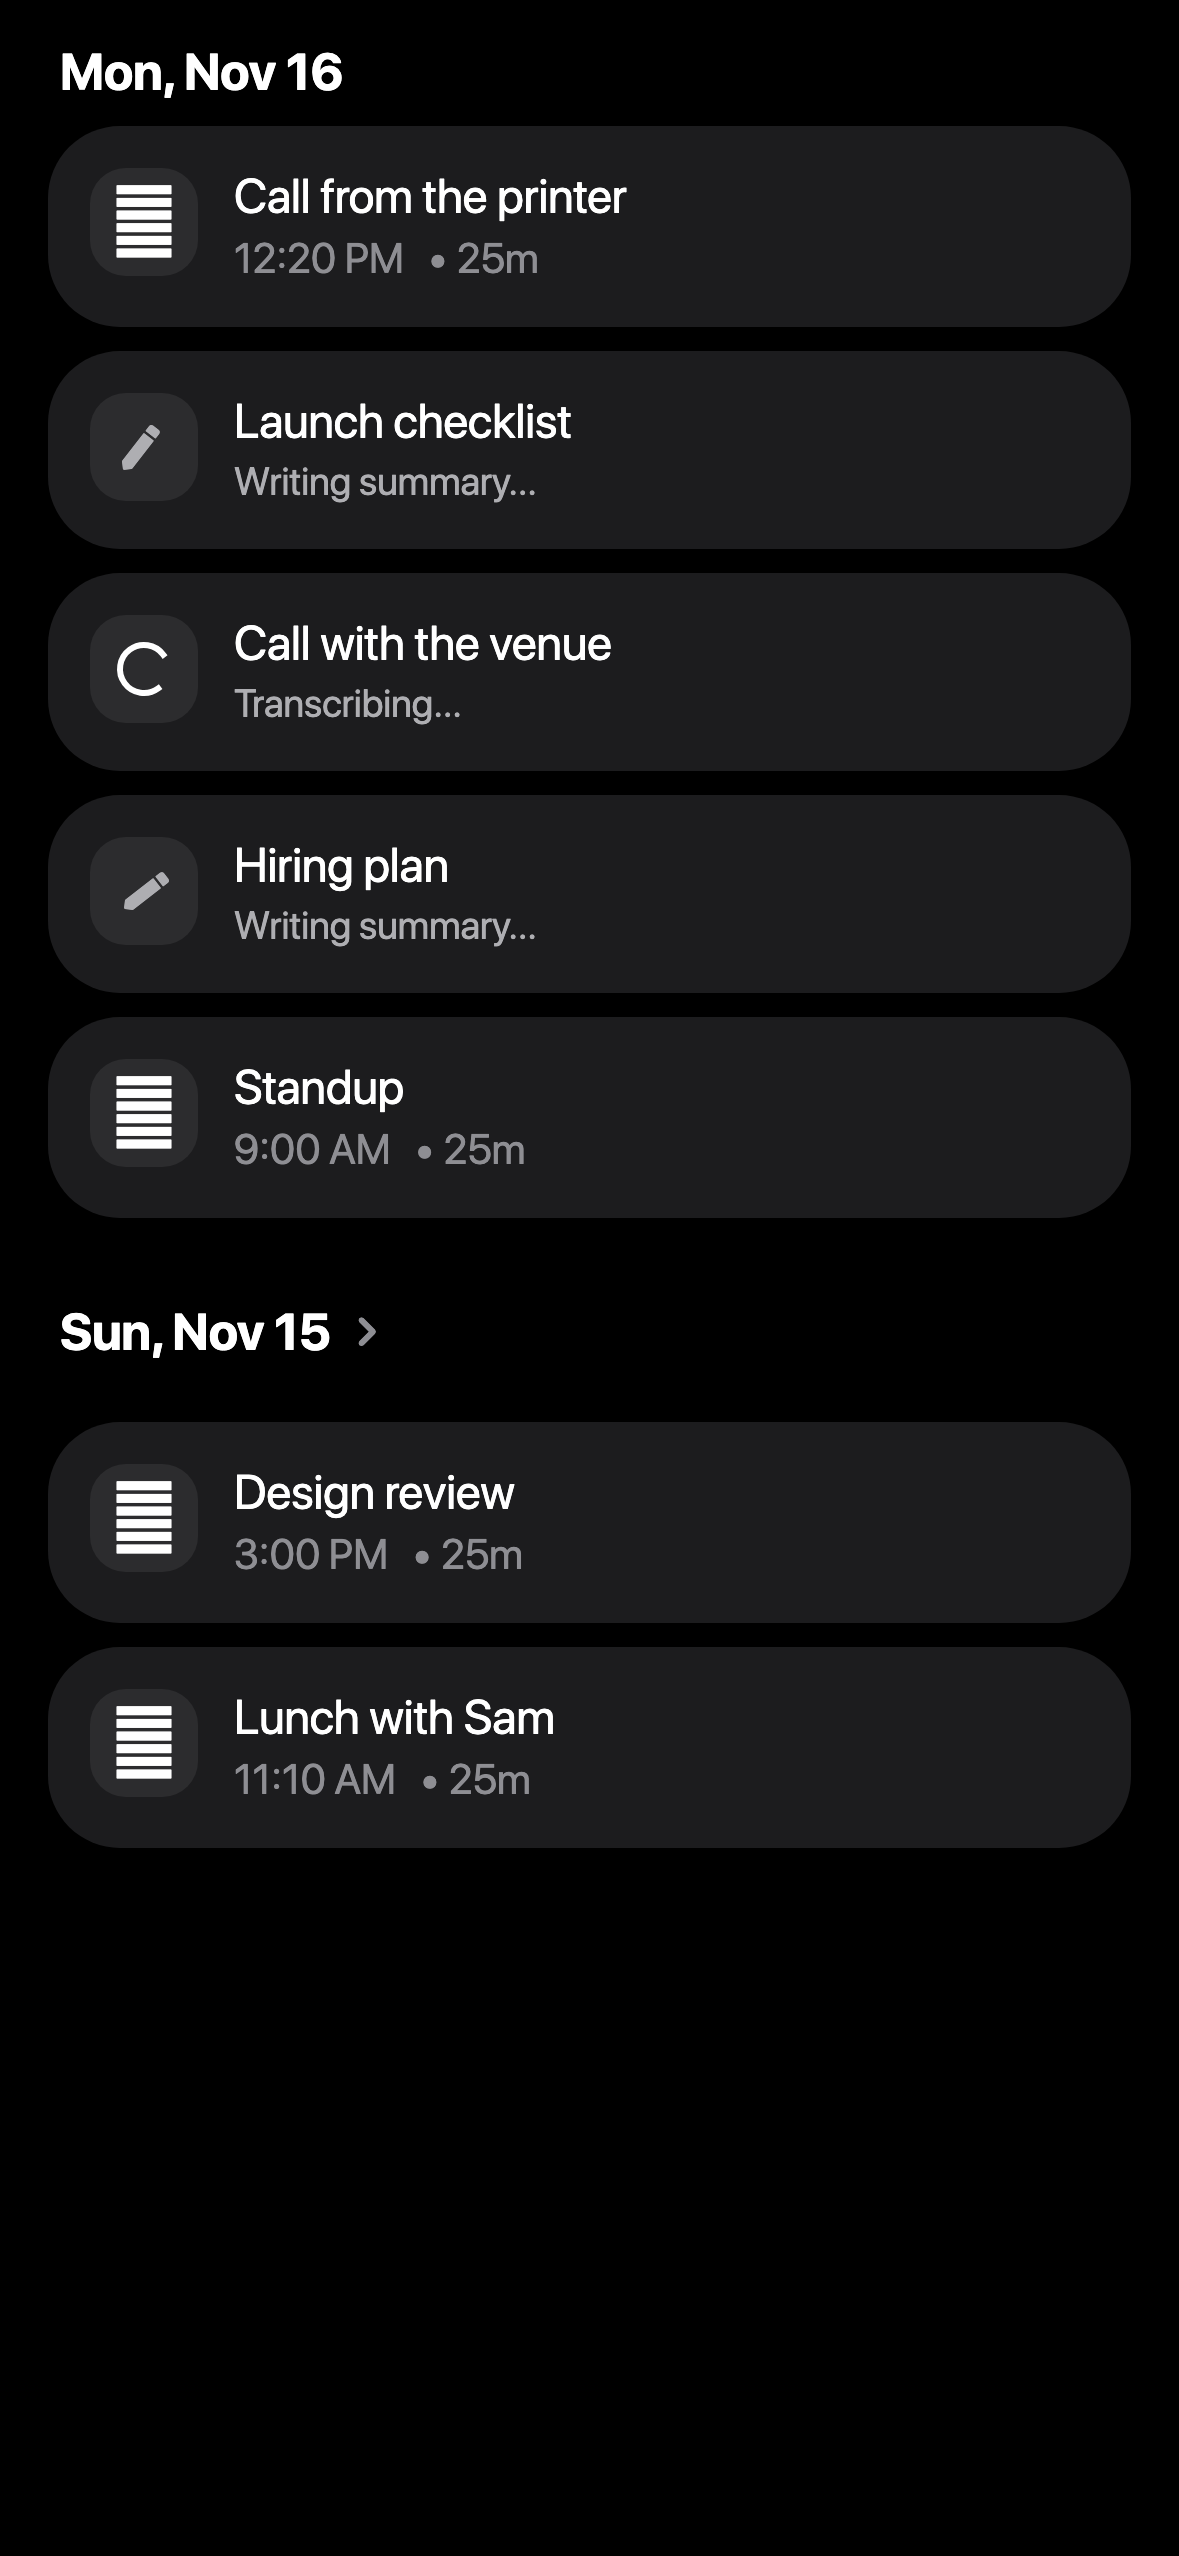 Mon, Nov 16
Call from the printer
12:20 PM • 25m
Launch checklist
Writing summary...
Call with the venue
Transcribing...
Hiring plan
Writing summary...
Standup
9:00 AM • 25m
Sun, Nov 15
Design review
3:00 PM • 25m
Lunch with Sam
11:10 AM • 25m